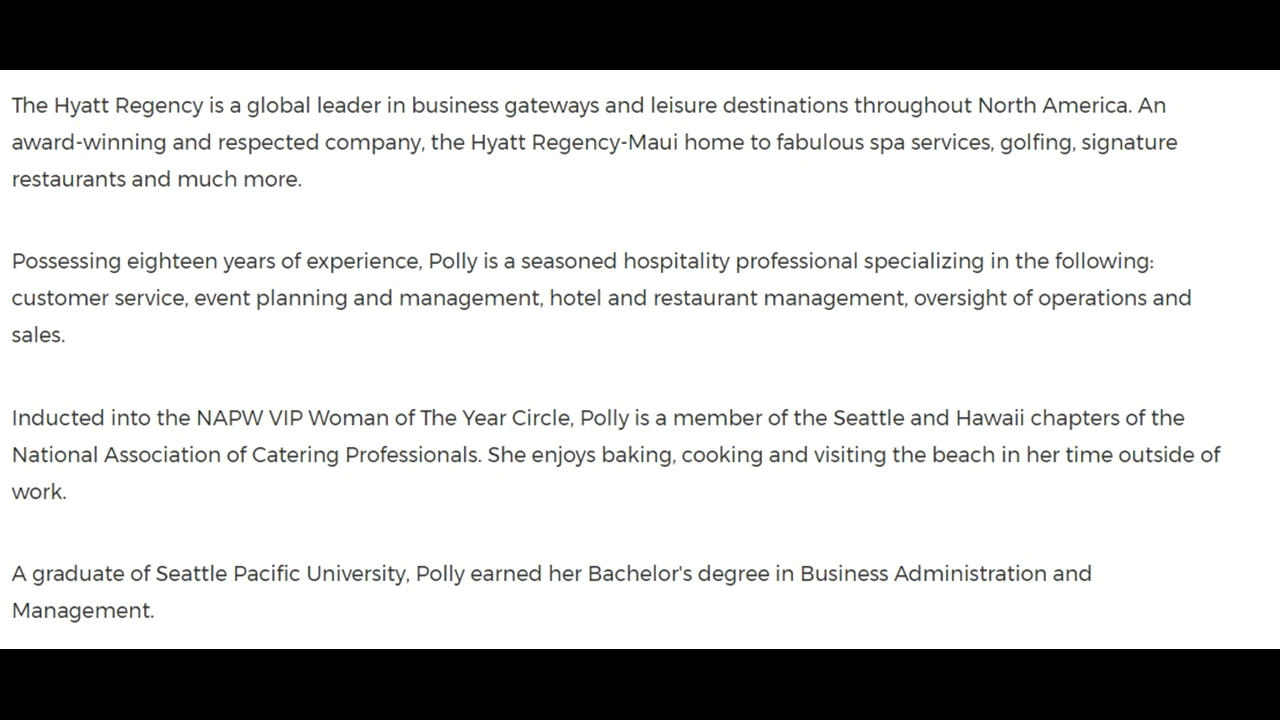 The Hyatt Regency is a global leader in business gateways and leisure destinations throughout North America. An
award-winning and respected company, the Hyatt Regency-Maui home to fabulous spa services, golfing, signature
restaurants and much more.
Possessing eighteen years of experience, Polly is a seasoned hospitality professional specializing in the following:
customer service, event planning and management, hotel and restaurant management, oversight of operations and
sales.
Inducted into the NAPW VIP Woman of The Year Circle, Polly is a member of the Seattle and Hawaii chapters of the
National Association of Catering Professionals. She enjoys baking, cooking and visiting the beach in her time outside of
work.
A graduate of Seattle Pacific University, Polly earned her Bachelor's degree in Business Administration and
Management.